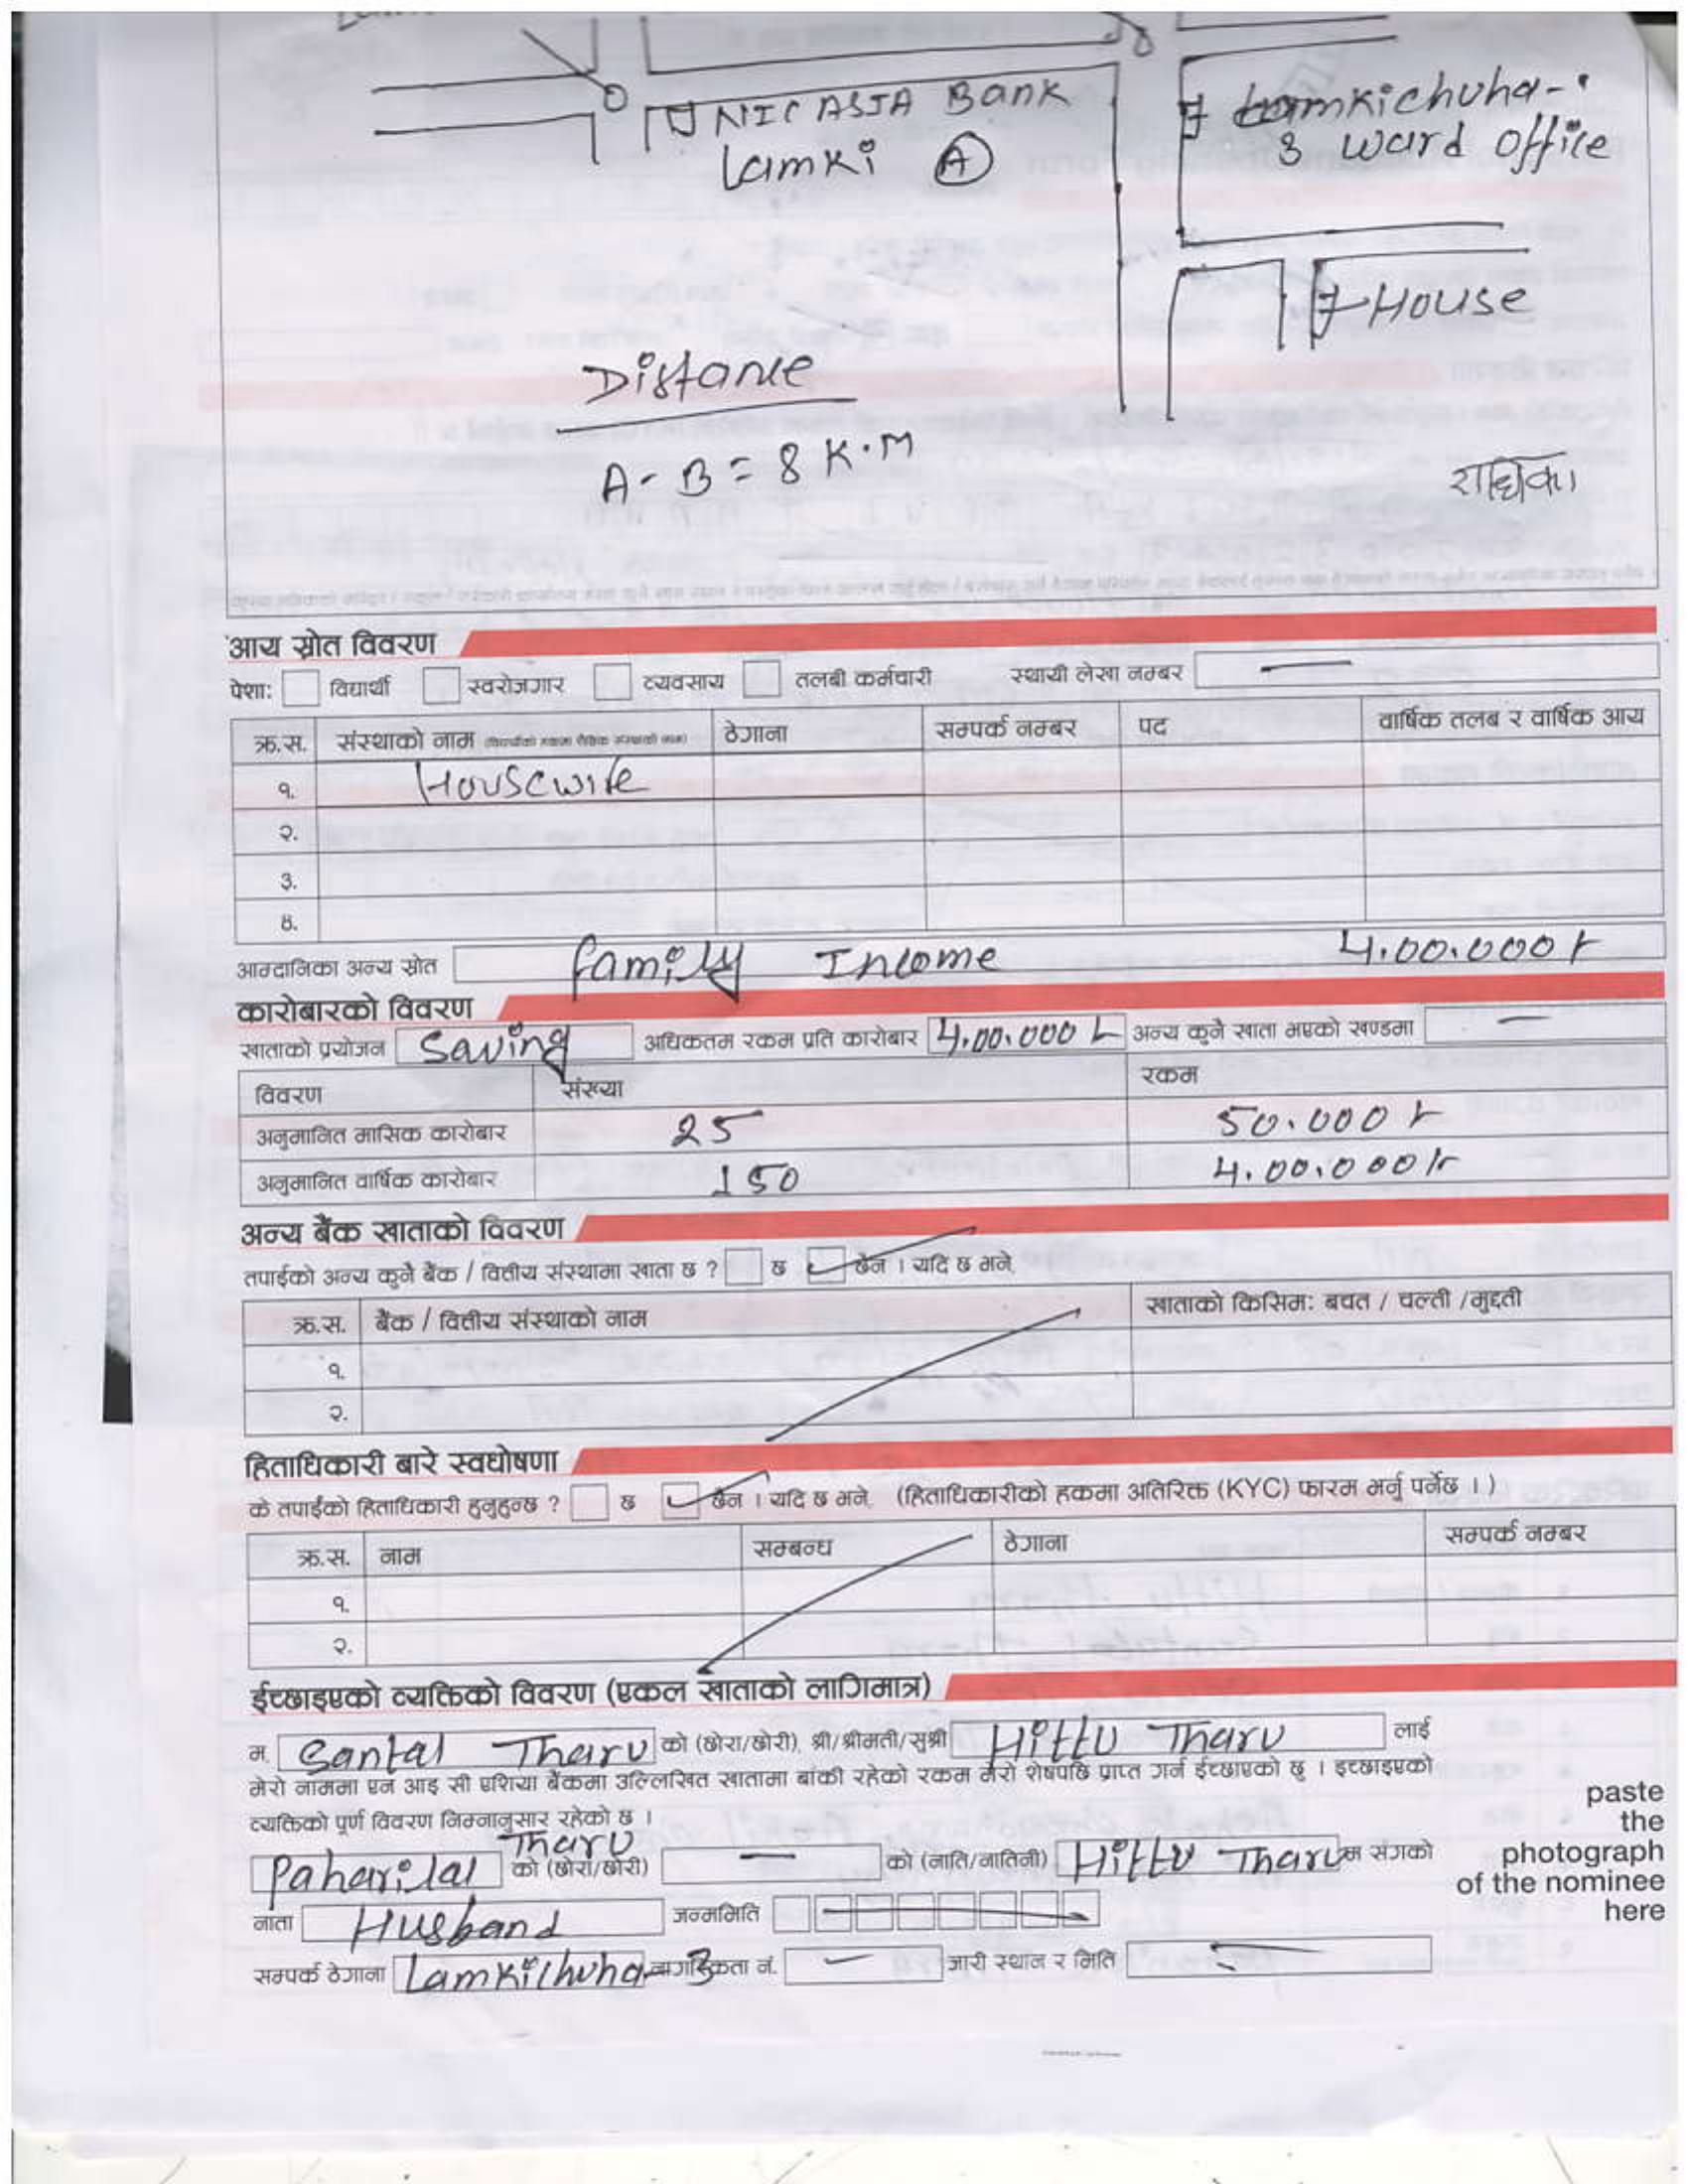 NIC ASIA Bank
Lamki A
Lamkichuha-
3 ward office
House
Distance
A - B = 8 K.M
राधिका
आय स्रोत विवरण
पेशा: विद्यार्थी स्वरोजगार व्यवसाय तलबी कर्मचारी स्थायी लेखा नम्बर —
क्र.स. संस्थाको नाम ठेगाना सम्पर्क नम्बर पद वार्षिक तलब र वार्षिक आय
१. Housewife
२.
३.
४.
आम्दानिका अन्य स्रोत family Income 4.00.000/-
कारोबारको विवरण
खाताको प्रयोजन Saving अधिकतम रकम प्रति कारोबार 4.00.000/- अन्य कुनै खाता भएको खण्डमा —
विवरण संख्या रकम
अनुमानित मासिक कारोबार 25 50.000/-
अनुमानित वार्षिक कारोबार 150 4.00.000/-
अन्य बैंक खाताको विवरण
तपाईको अन्य कुनै बैंक / वित्तीय संस्थामा खाता छ ? छ छैन । यदि छ भने,
क्र.स. बैंक / वित्तीय संस्थाको नाम खाताको किसिम: बचत / चल्ती /मुद्दती
१.
२.
हिताधिकारी बारे स्वघोषणा
के तपाईंको हिताधिकारी हुनुहुन्छ ? छ छैन । यदि छ भने, (हिताधिकारीको हकमा अतिरिक्त (KYC) फारम भर्नु पर्नेछ ।)
क्र.स. नाम सम्बन्ध ठेगाना सम्पर्क नम्बर
१.
२.
ईच्छाइएको व्यक्तिको विवरण (एकल खाताको लागिमात्र)
म, Santal Tharu को (छोरा/छोरी), श्री/श्रीमती/सुश्री Hittu Tharu लाई
मेरो नाममा एन आइ सी एशिया बैंकमा उल्लिखित खातामा बांकी रहेको रकम मेरो शेषपछि प्राप्त गर्न ईच्छाएको छु । इच्छाइएको
व्यक्तिको पूर्ण विवरण निम्नानुसार रहेको छ ।
Paharilal Tharu को (छोरा/छोरी) — को (नाति/नातिनी) Hittu Tharu म संगको
नाता Husband जन्ममिति
सम्पर्क ठेगाना Lamkichuha-3 नागरिकता नं. — जारी स्थान र मिति —
paste
the
photograph
of the nominee
here